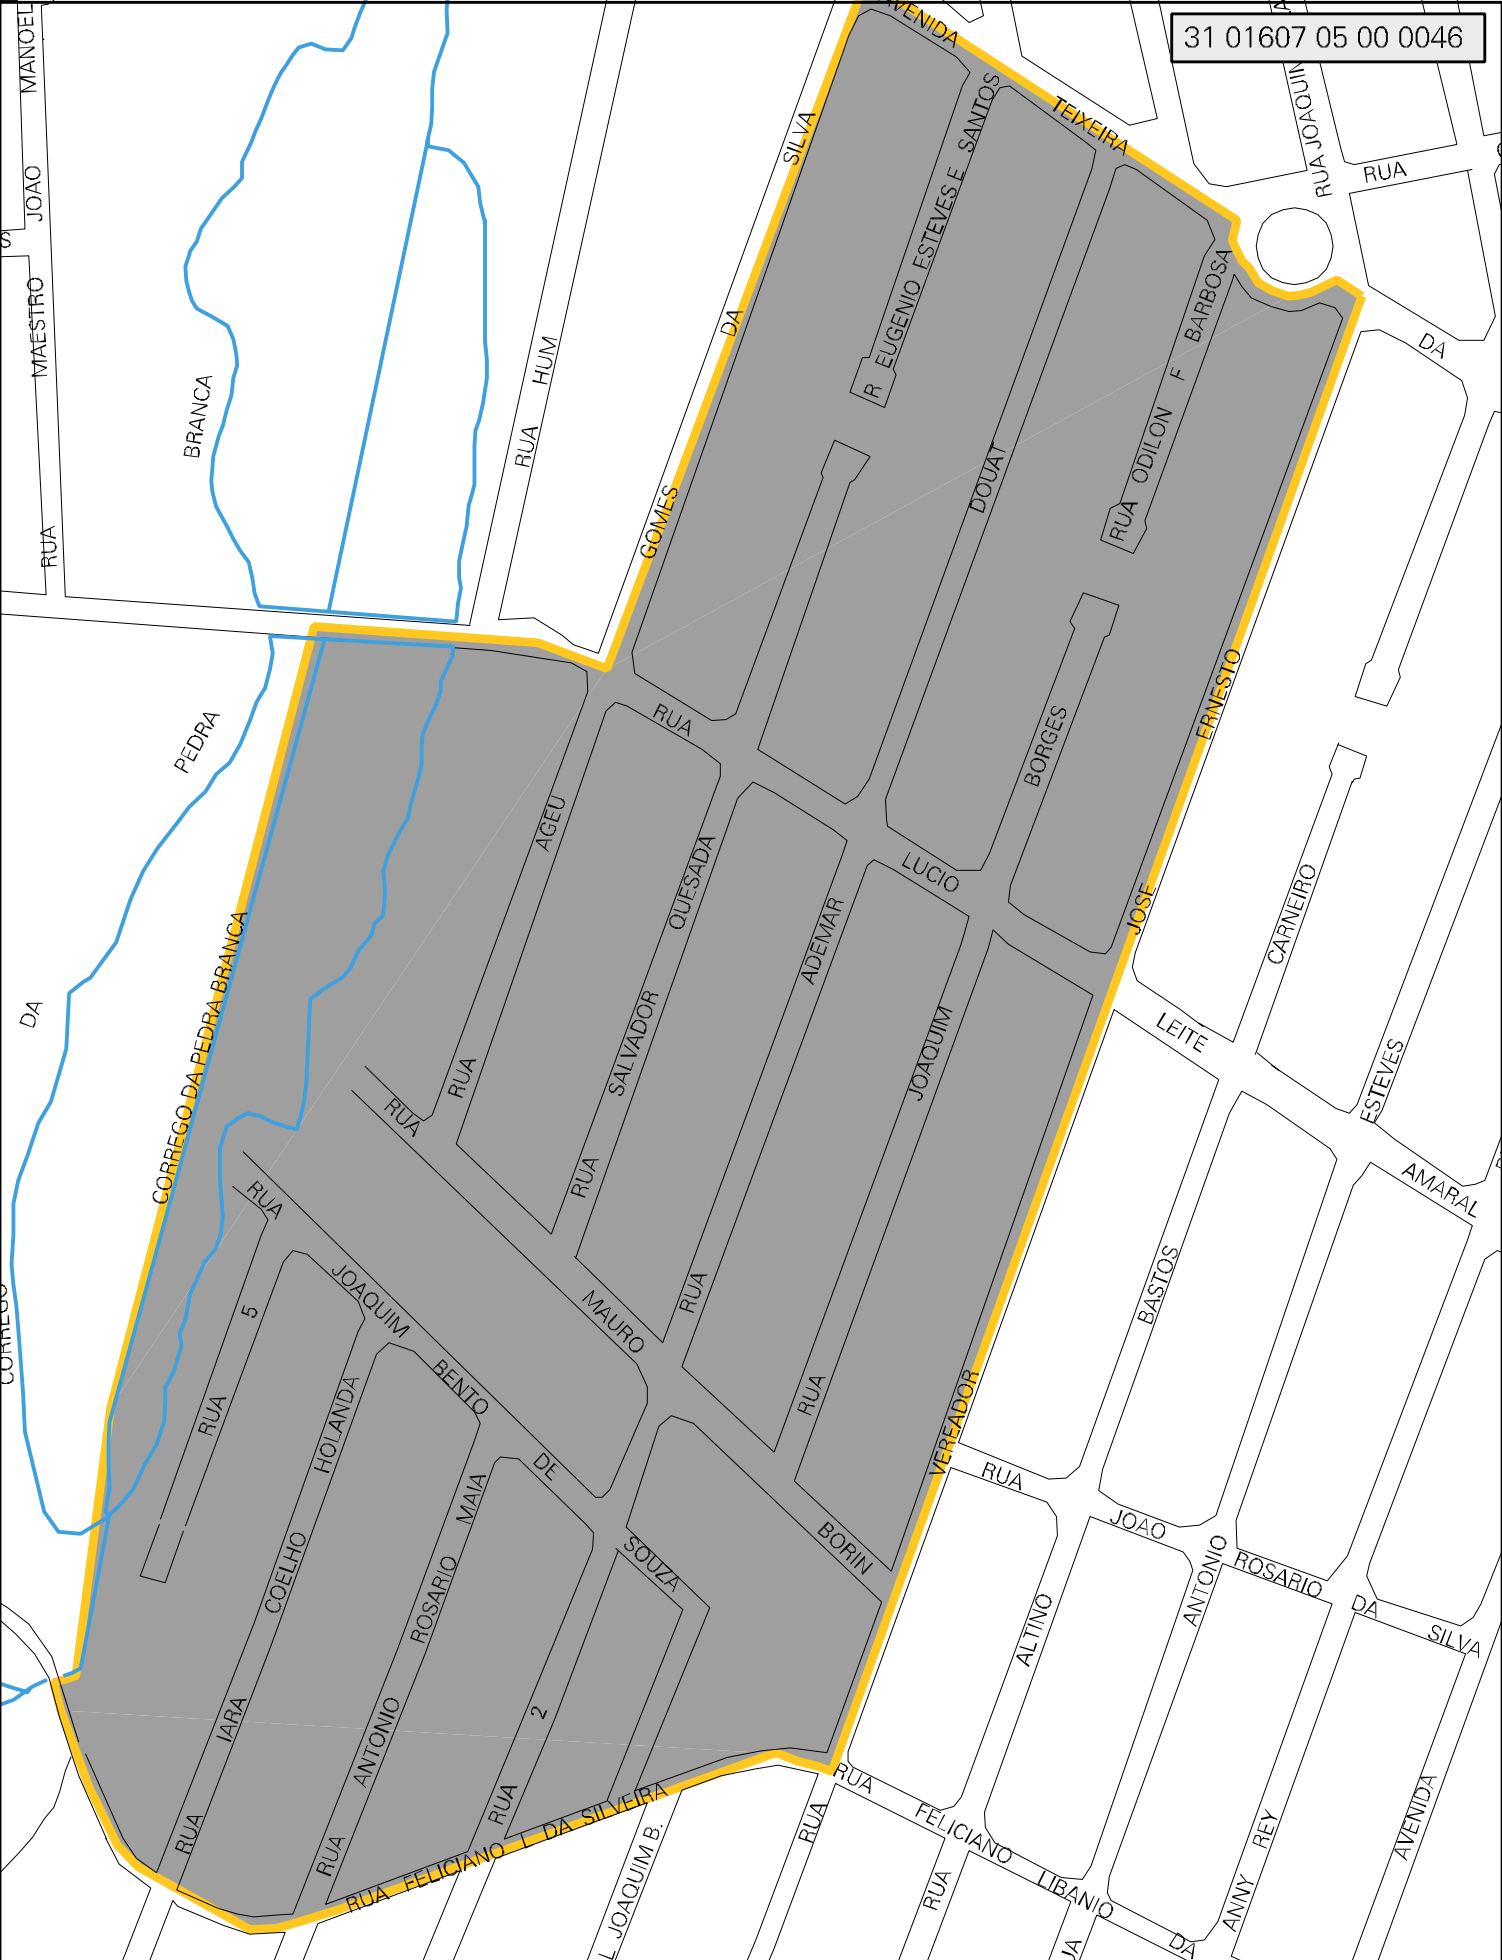 31 01607 05 00 0046
AVENIDA
TEIXEIRA
DA
MANOEL
JOAO
MAESTRO
RUA
S
BRANCA
PEDRA
DA
CORREGO
RUA HUM
SILVA
DA
GOMES
AGEU
RUA
R EUGENIO ESTEVES E SANTOS
DOUAT
RUA ODILON F BARBOSA
RUA JOAQUIM
RUA
BORGES
ERNESTO
JOSE
VEREADOR
RUA
LUCIO
LEITE
AMARAL
QUESADA
SALVADOR
RUA
ADEMAR
RUA
JOAQUIM
RUA
CARNEIRO
ESTEVES
CORREGO DA PEDRA BRANCA
RUA
MAURO
BORIN
RUA
JOAQUIM
BENTO
DE
SOUZA
RUA 5
HOLANDA
COELHO
IARA
RUA
MAIA
ROSARIO
ANTONIO
RUA
2
RUA
BASTOS
ANTONIO
ALTINO
RUA
RUA
JOAO
ROSARIO
DA
SILVA
RUA FELICIANO L DA SILVEIRA
RUA
FELICIANO
LIBANIO
DA
L JOAQUIM B.
RUA
ANNY REY
AVENIDA